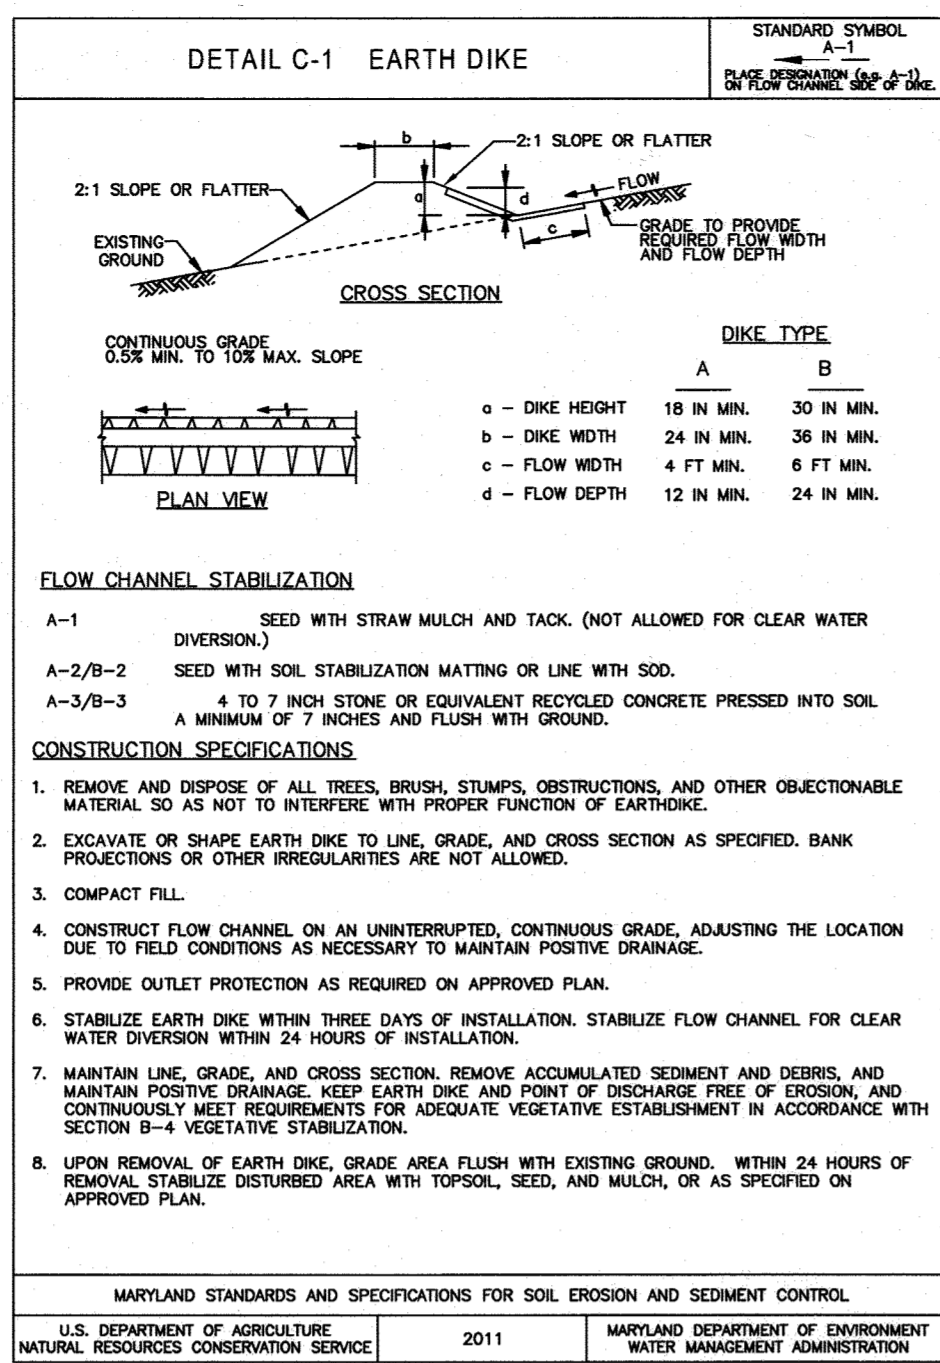 DETAIL C-1 EARTH DIKE
STANDARD SYMBOL
A-1
PLACE DESIGNATION (e.g. A-1)
ON FLOW CHANNEL SIDE OF DIKE.
b
2:1 SLOPE OR FLATTER
2:1 SLOPE OR FLATTER
a
d
FLOW
c
GRADE TO PROVIDE
REQUIRED FLOW WIDTH
AND FLOW DEPTH
EXISTING
GROUND
CROSS SECTION
CONTINUOUS GRADE
0.5% MIN. TO 10% MAX. SLOPE
PLAN VIEW
DIKE TYPE
A B
a - DIKE HEIGHT 18 IN MIN. 30 IN MIN.
b - DIKE WIDTH 24 IN MIN. 36 IN MIN.
c - FLOW WIDTH 4 FT MIN. 6 FT MIN.
d - FLOW DEPTH 12 IN MIN. 24 IN MIN.
FLOW CHANNEL STABILIZATION
A-1 SEED WITH STRAW MULCH AND TACK. (NOT ALLOWED FOR CLEAR WATER
DIVERSION.)
A-2/B-2 SEED WITH SOIL STABILIZATION MATTING OR LINE WITH SOD.
A-3/B-3 4 TO 7 INCH STONE OR EQUIVALENT RECYCLED CONCRETE PRESSED INTO SOIL
A MINIMUM OF 7 INCHES AND FLUSH WITH GROUND.
CONSTRUCTION SPECIFICATIONS
1. REMOVE AND DISPOSE OF ALL TREES, BRUSH, STUMPS, OBSTRUCTIONS, AND OTHER OBJECTIONABLE
MATERIAL SO AS NOT TO INTERFERE WITH PROPER FUNCTION OF EARTHDIKE.
2. EXCAVATE OR SHAPE EARTH DIKE TO LINE, GRADE, AND CROSS SECTION AS SPECIFIED. BANK
PROJECTIONS OR OTHER IRREGULARITIES ARE NOT ALLOWED.
3. COMPACT FILL.
4. CONSTRUCT FLOW CHANNEL ON AN UNINTERRUPTED, CONTINUOUS GRADE, ADJUSTING THE LOCATION
DUE TO FIELD CONDITIONS AS NECESSARY TO MAINTAIN POSITIVE DRAINAGE.
5. PROVIDE OUTLET PROTECTION AS REQUIRED ON APPROVED PLAN.
6. STABILIZE EARTH DIKE WITHIN THREE DAYS OF INSTALLATION. STABILIZE FLOW CHANNEL FOR CLEAR
WATER DIVERSION WITHIN 24 HOURS OF INSTALLATION.
7. MAINTAIN LINE, GRADE, AND CROSS SECTION. REMOVE ACCUMULATED SEDIMENT AND DEBRIS, AND
MAINTAIN POSITIVE DRAINAGE. KEEP EARTH DIKE AND POINT OF DISCHARGE FREE OF EROSION, AND
CONTINUOUSLY MEET REQUIREMENTS FOR ADEQUATE VEGETATIVE ESTABLISHMENT IN ACCORDANCE WITH
SECTION B-4 VEGETATIVE STABILIZATION.
8. UPON REMOVAL OF EARTH DIKE, GRADE AREA FLUSH WITH EXISTING GROUND. WITHIN 24 HOURS OF
REMOVAL STABILIZE DISTURBED AREA WITH TOPSOIL, SEED, AND MULCH, OR AS SPECIFIED ON
APPROVED PLAN.
MARYLAND STANDARDS AND SPECIFICATIONS FOR SOIL EROSION AND SEDIMENT CONTROL
U.S. DEPARTMENT OF AGRICULTURE
NATURAL RESOURCES CONSERVATION SERVICE
2011
MARYLAND DEPARTMENT OF ENVIRONMENT
WATER MANAGEMENT ADMINISTRATION